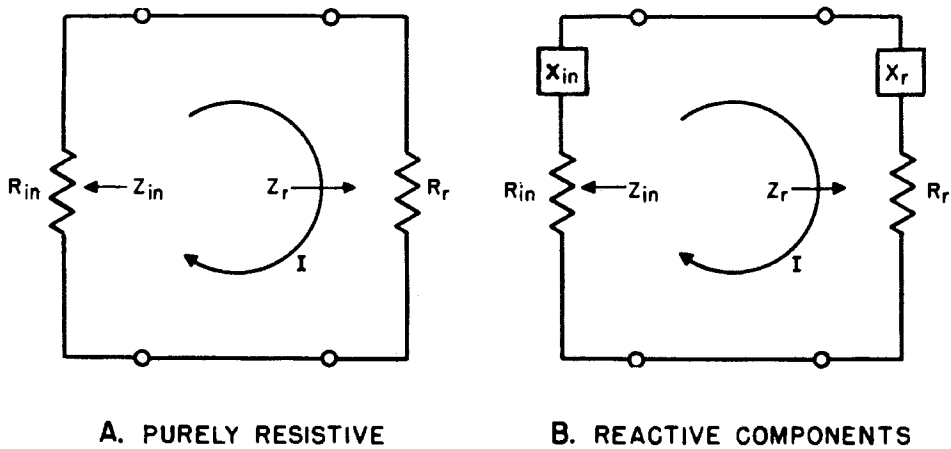 Rin
Zin
Zr
Rr
I
A. PURELY RESISTIVE
Xin
Xr
Rin
Zin
Zr
Rr
I
B. REACTIVE COMPONENTS